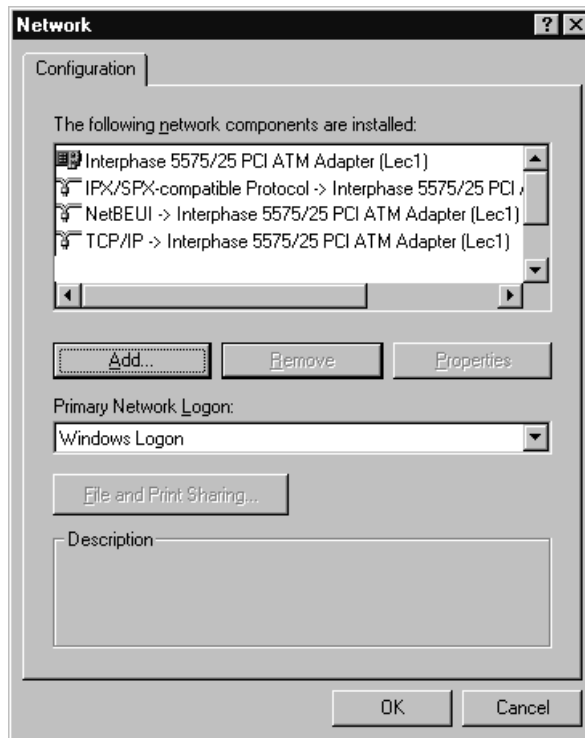 Network
Configuration
The following network components are installed:
Interphase 5575/25 PCI ATM Adapter (Lec1)
IPX/SPX-compatible Protocol -> Interphase 5575/25 PCI
NetBEUI -> Interphase 5575/25 PCI ATM Adapter (Lec1)
TCP/IP -> Interphase 5575/25 PCI ATM Adapter (Lec1)
Add... Remove Properties
Primary Network Logon:
Windows Logon
File and Print Sharing...
Description
OK Cancel